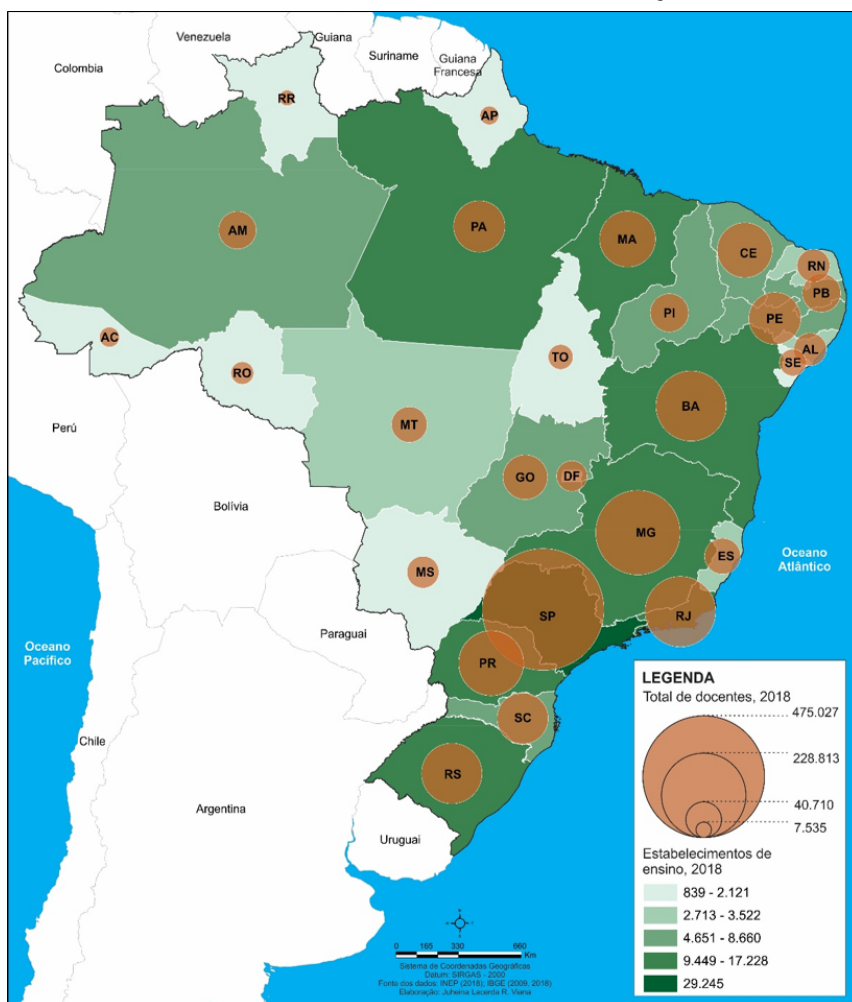 Venezuela
Guiana
Suriname
Guiana
Francesa
Colombia
RR
AP
AM
PA
MA
CE
RN
PB
PI
PE
AL
SE
AC
RO
TO
BA
MT
Perú
GO
DF
Bolívia
MG
ES
Oceano
Atlântico
MS
SP
RJ
Paraguai
Oceano
Pacífico
PR
SC
Chile
RS
Argentina
Uruguai
LEGENDA
Total de docentes, 2018
475.027
228.813
40.710
7.535
Estabelecimentos de
ensino, 2018
839 - 2.121
2.713 - 3.522
4.651 - 8.660
9.449 - 17.228
29.245
0 165 330 660
Km
Sistema de Coordenadas Geográficas
Datum: SIRGAS - 2000
Fonte dos dados: INEP (2018); IBGE (2009, 2018)
Elaboração: Juheina Lacerda R. Viana